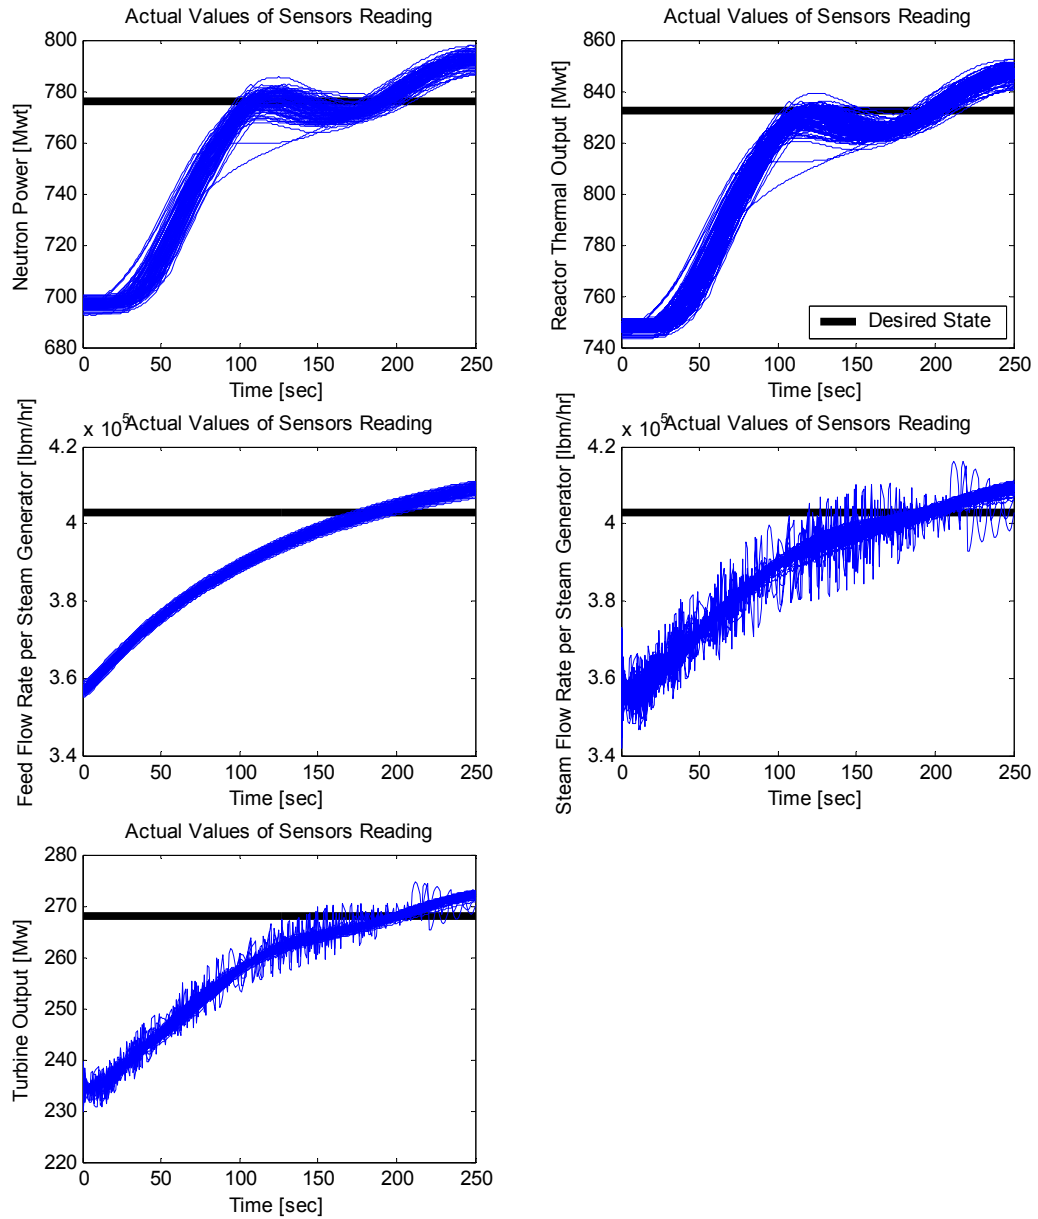 Actual Values of Sensors Reading
800
780
760
740
720
700
680
Neutron Power [Mwt]
0 50 100 150 200 250
Time [sec]
Actual Values of Sensors Reading
860
840
820
800
780
760
740
Reactor Thermal Output [Mwt]
Desired State
0 50 100 150 200 250
Time [sec]
x 10^5 Actual Values of Sensors Reading
4.2
4
3.8
3.6
3.4
Feed Flow Rate per Steam Generator [lbm/hr]
0 50 100 150 200 250
Time [sec]
x 10^5 Actual Values of Sensors Reading
4.2
4
3.8
3.6
3.4
Steam Flow Rate per Steam Generator [lbm/hr]
0 50 100 150 200 250
Time [sec]
Actual Values of Sensors Reading
280
270
260
250
240
230
220
Turbine Output [Mw]
0 50 100 150 200 250
Time [sec]